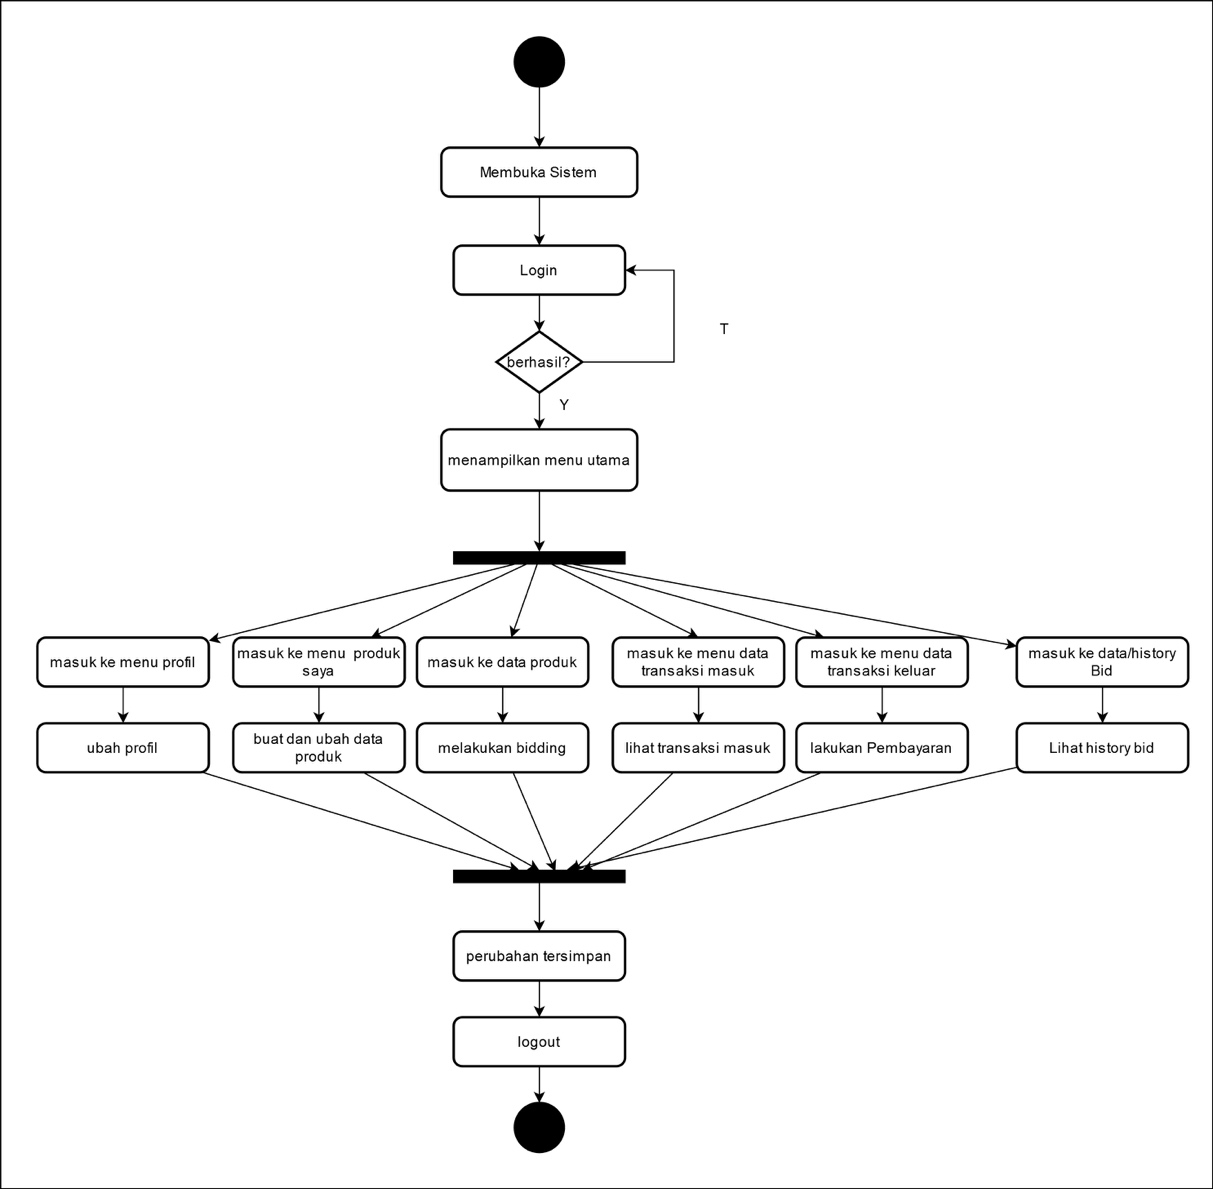 Membuka Sistem
Login
T
berhasil?
Y
menampilkan menu utama
masuk ke menu profil
masuk ke menu  produk
saya
masuk ke data produk
masuk ke menu data
transaksi masuk
masuk ke menu data
transaksi keluar
masuk ke data/history
Bid
ubah profil
buat dan ubah data
produk
melakukan bidding
lihat transaksi masuk
lakukan Pembayaran
Lihat history bid
perubahan tersimpan
logout